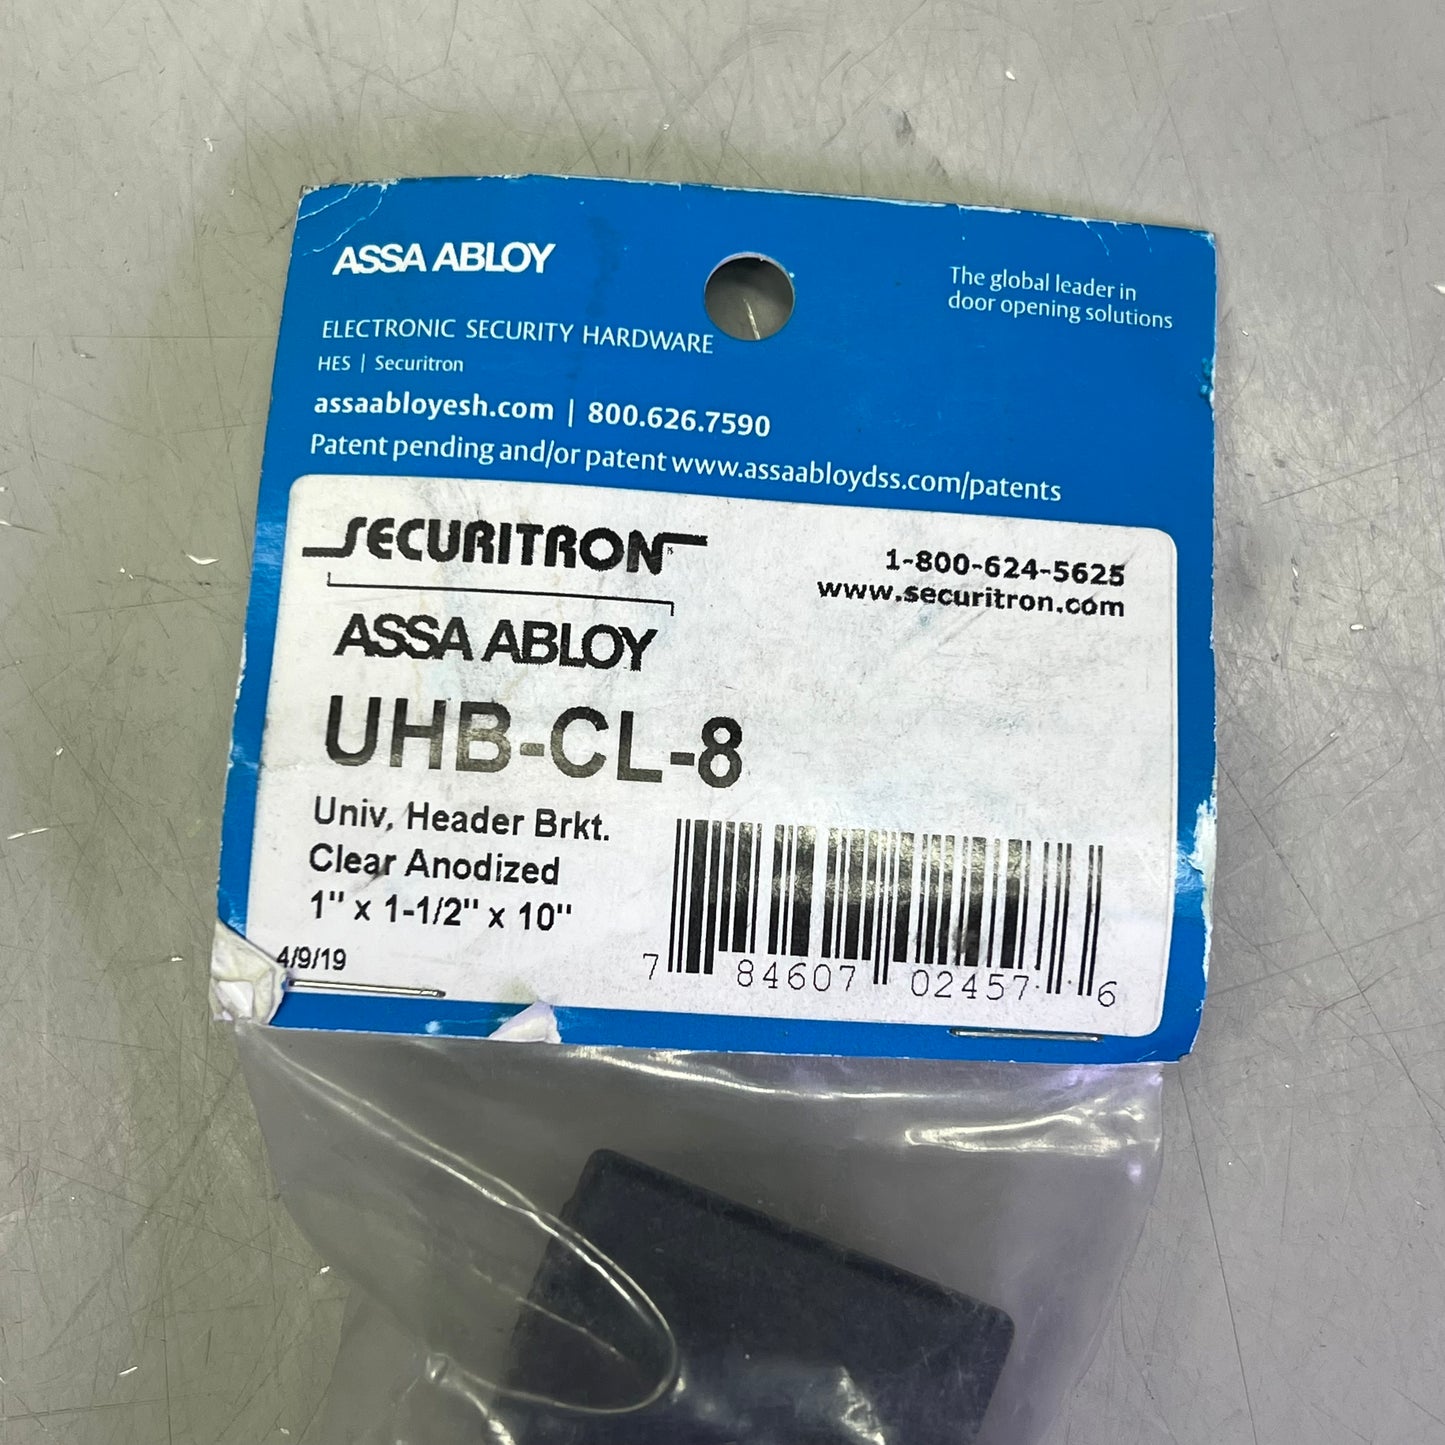 ASSA ABLOY
The global leader in
door opening solutions
ELECTRONIC SECURITY HARDWARE
HES | Securitron
assaabloyesh.com | 800.626.7590
Patent pending and/or patent www.assaabloydss.com/patents
SECURITRON
1-800-624-5625
www.securitron.com
ASSA ABLOY
UHB-CL-8
Univ, Header Brkt.
Clear Anodized
1" x 1-1/2" x 10"
4/9/19
7 84607 02457 6